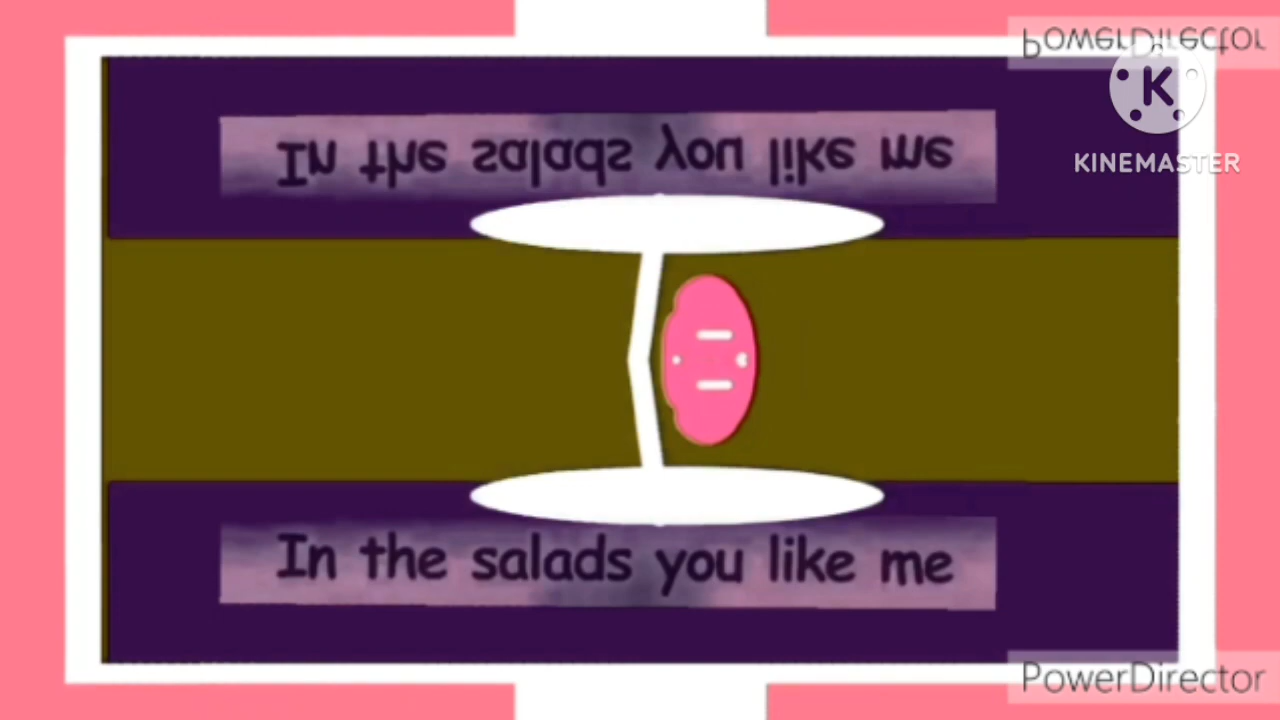 PowerDirector
K
KINEMASTER
In the salads you like me
In the salads you like me
PowerDirector